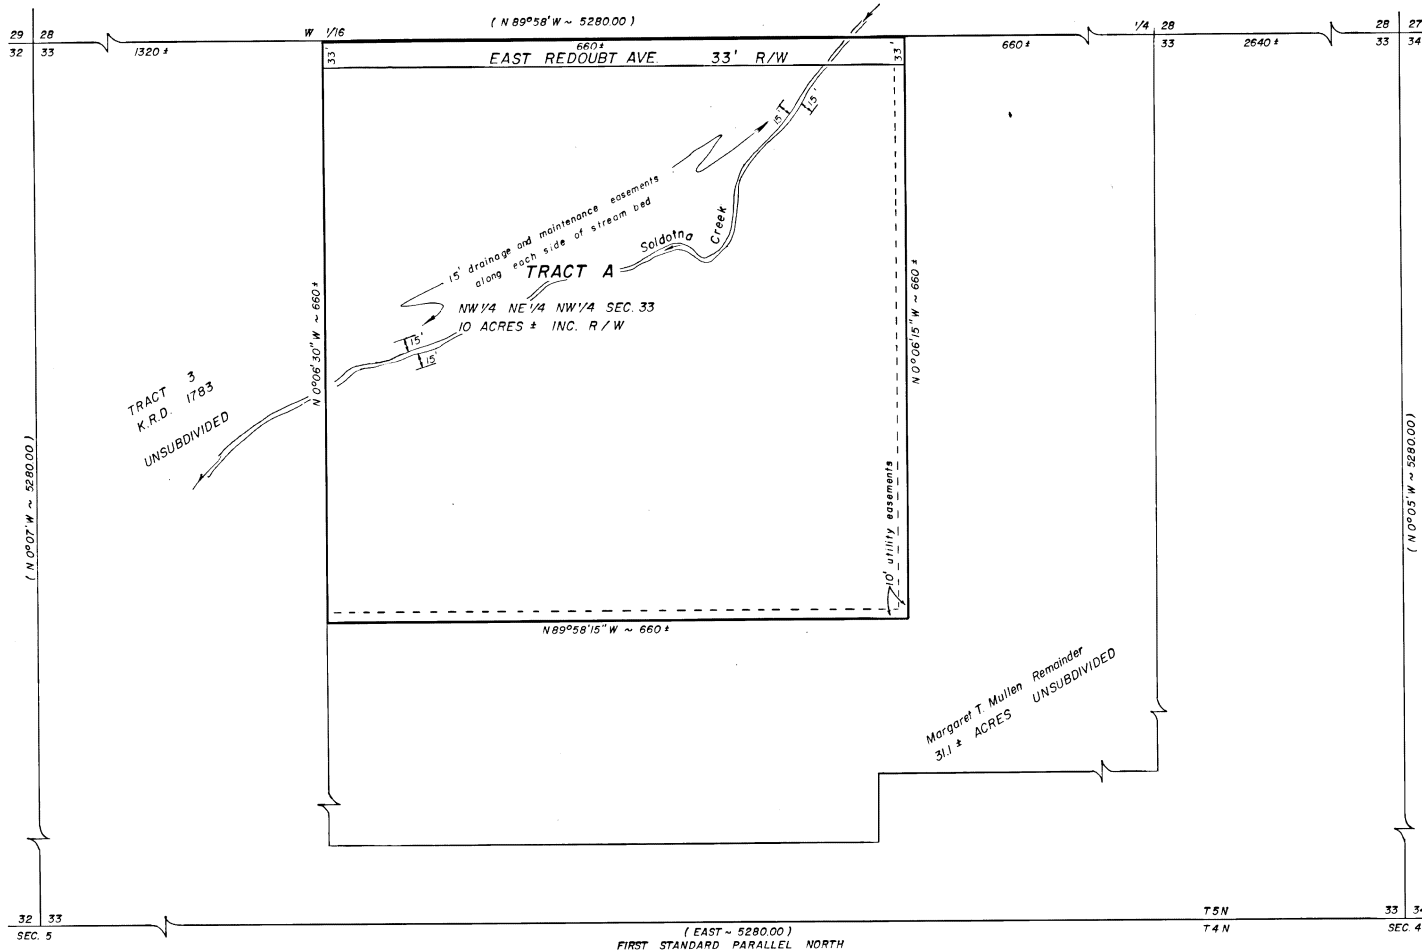 ( N 89°58' W ~ 5280.00 )
29 28
32 33
1320 ±
W 1/16
660±
EAST REDOUBT AVE. 33' R/W
33'
33'
660 ±
1/4 28
33
2640 ±
28 27
33 34
15'
15'
15' drainage and maintenance easements
along each side of stream bed
Soldotna Creek
TRACT A
NW 1/4 NE 1/4 NW 1/4 SEC. 33
10 ACRES ± INC. R/W
15'
15'
N 0°06'30" W ~ 660 ±
N 0°06'15" W ~ 660 ±
TRACT 3
K.R.D. 1783
UNSUBDIVIDED
( N 0°07' W ~ 5280.00 )
( N 0°05' W ~ 5280.00 )
10' utility easements
N 89°58'15" W ~ 660 ±
Margaret T. Mullen Remainder
31.1 ± ACRES UNSUBDIVIDED
32 33
SEC. 5
( EAST ~ 5280.00 )
FIRST STANDARD PARALLEL NORTH
T 5 N
T 4 N
33 34
SEC. 4